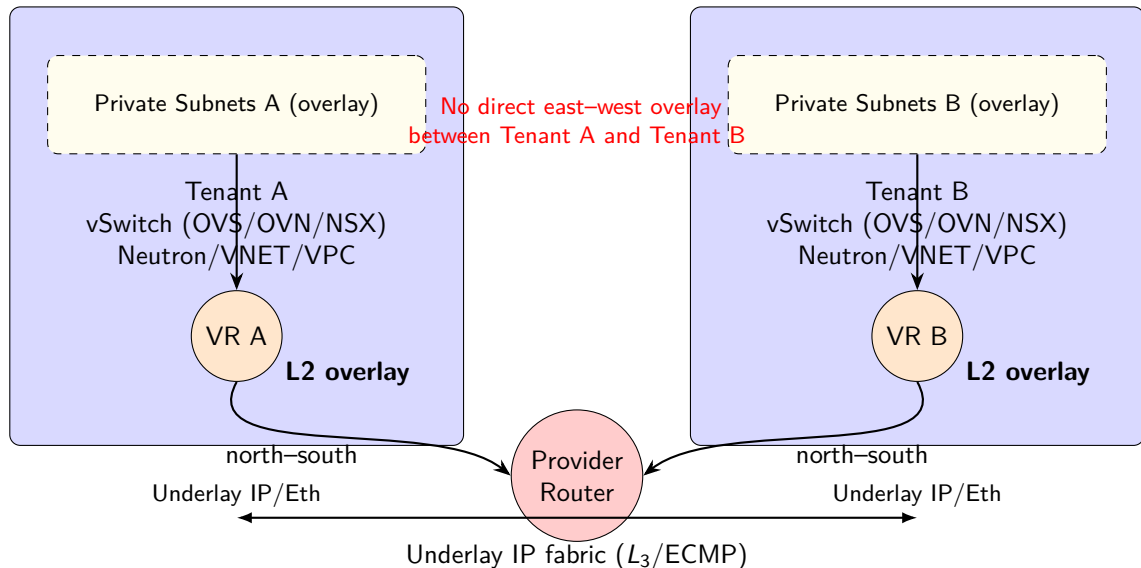 Private Subnets A (overlay)
No direct east–west overlay
between Tenant A and Tenant B
Private Subnets B (overlay)
Tenant A
vSwitch (OVS/OVN/NSX)
Neutron/VNET/VPC
Tenant B
vSwitch (OVS/OVN/NSX)
Neutron/VNET/VPC
VR A
L2 overlay
VR B
L2 overlay
north–south
Provider
Router
north–south
Underlay IP/Eth
Underlay IP/Eth
Underlay IP fabric (L₃/ECMP)